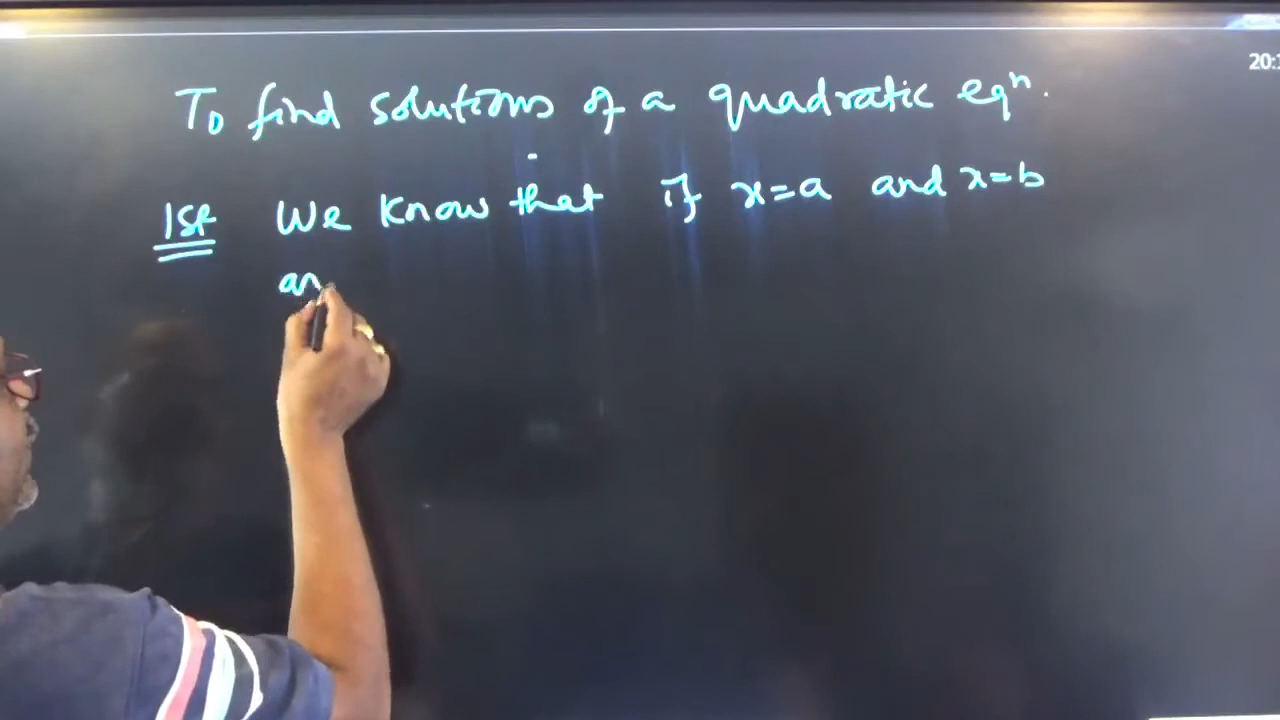 To find solutions of a quadratic eqⁿ.
1st We know that if x=a and x=b